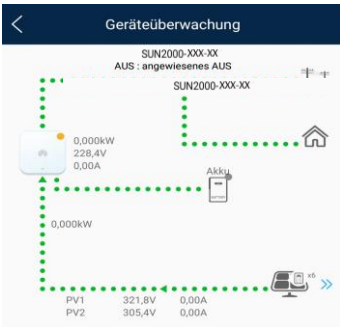 Geräteüberwachung
SUN2000-XXX-XX
AUS : angewiesenes AUS
SUN2000-XXX-XX
0,000kW
228,4V
0,00A
Akku
0,000kW
x6
PV1 321,8V 0,00A
PV2 305,4V 0,00A